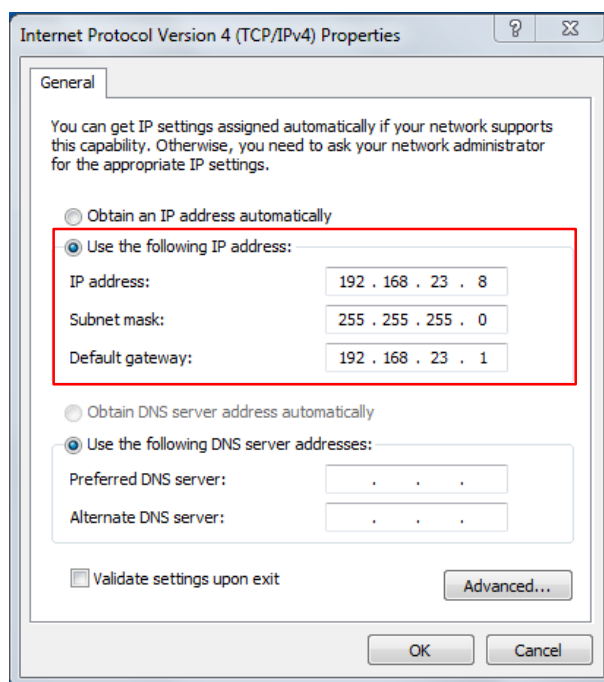 Internet Protocol Version 4 (TCP/IPv4) Properties
General
You can get IP settings assigned automatically if your network supports
this capability. Otherwise, you need to ask your network administrator
for the appropriate IP settings.
Obtain an IP address automatically
Use the following IP address:
IP address: 192 . 168 . 23 . 8
Subnet mask: 255 . 255 . 255 . 0
Default gateway: 192 . 168 . 23 . 1
Obtain DNS server address automatically
Use the following DNS server addresses:
Preferred DNS server: . . .
Alternate DNS server: . . .
Validate settings upon exit
Advanced...
OK Cancel